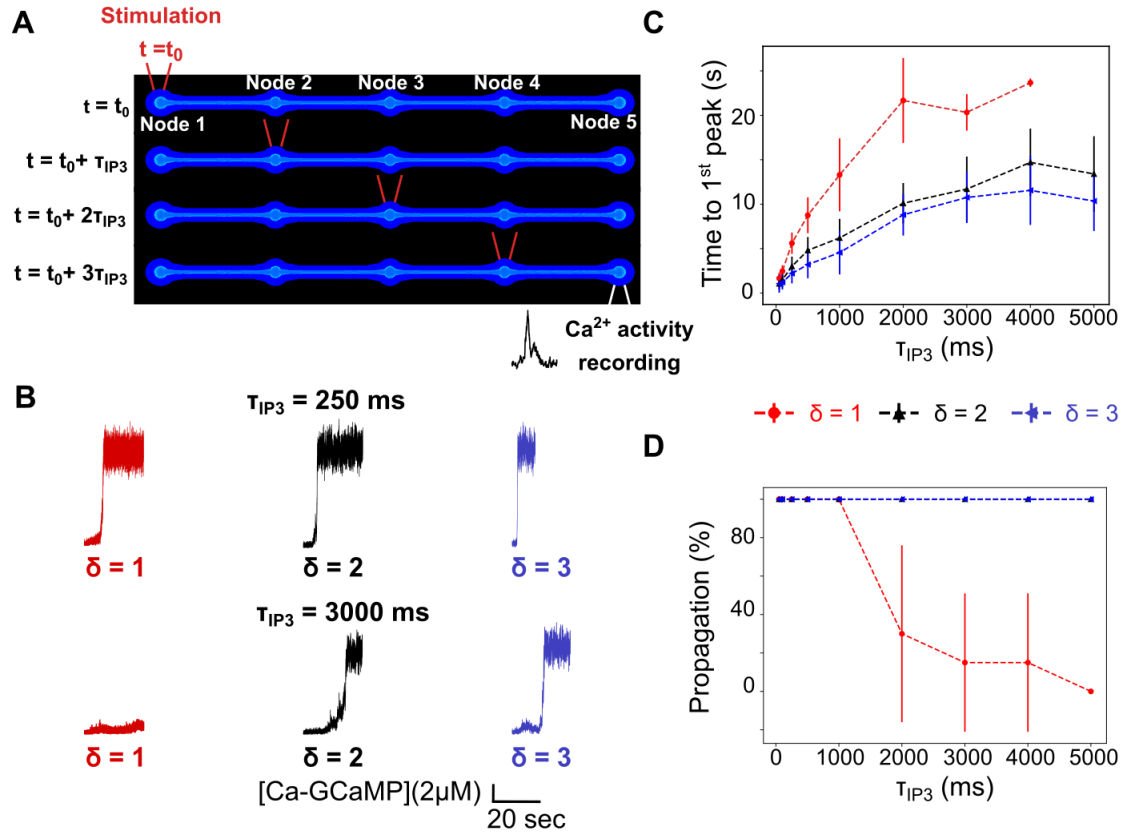 A
Stimulation
t =t₀
t = t₀
Node 1
Node 2
Node 3
Node 4
Node 5
t = t₀+ τIP3
t = t₀+ 2τIP3
t = t₀+ 3τIP3
Ca²⁺ activity
recording
B
τIP3 = 250 ms
δ = 1
δ = 2
δ = 3
τIP3 = 3000 ms
δ = 1
δ = 2
δ = 3
[Ca-GCaMP](2μM)
20 sec
C
Time to 1ˢᵗ peak (s)
20
10
0
0 1000 2000 3000 4000 5000
τIP3 (ms)
δ = 1 δ = 2 δ = 3
D
Propagation (%)
80
40
0
0 1000 2000 3000 4000 5000
τIP3 (ms)